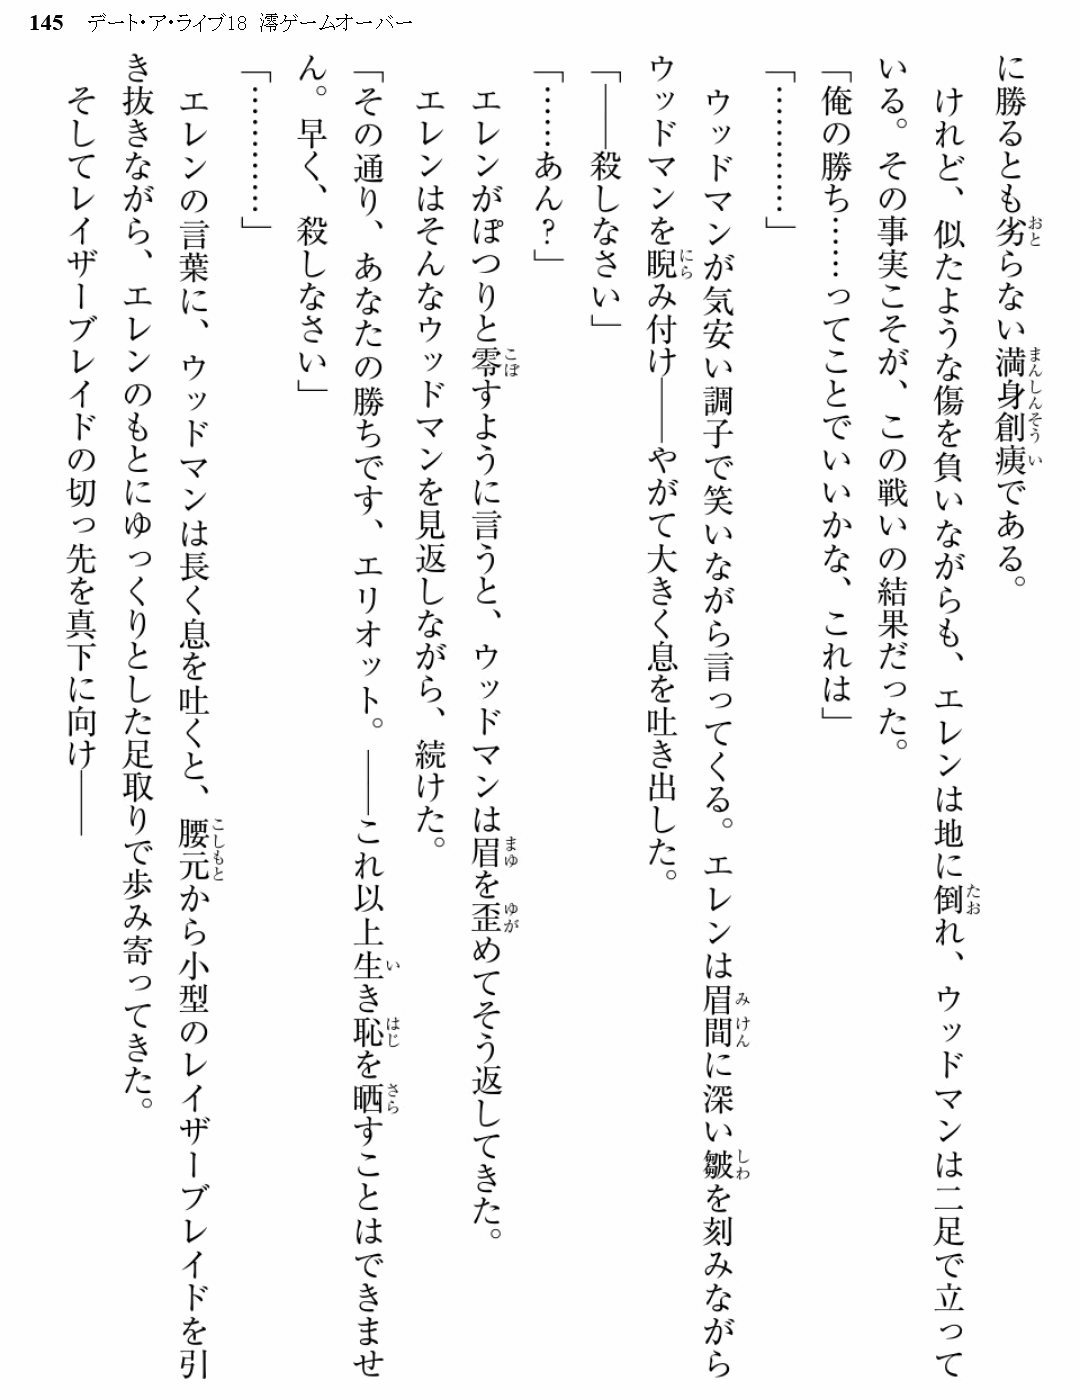 145 デート・ア・ライブ18 澪ゲームオーバー
に勝るとも劣らない満身創痍である。
けれど、似たような傷を負いながらも、エレンは地に倒れ、ウッドマンは二足で立って
いる。その事実こそが、この戦いの結果だった。
「俺の勝ち……ってことでいいかな、これは」
「…………」
ウッドマンが気安い調子で笑いながら言ってくる。エレンは眉間に深い皺を刻みながら
ウッドマンを睨み付け――やがて大きく息を吐き出した。
「――殺しなさい」
「……あん？」
エレンがぽつりと零すように言うと、ウッドマンは眉を歪めてそう返してきた。
エレンはそんなウッドマンを見返しながら、続けた。
「その通り、あなたの勝ちです、エリオット。――これ以上生き恥を晒すことはできませ
ん。早く、殺しなさい」
「…………」
エレンの言葉に、ウッドマンは長く息を吐くと、腰元から小型のレイザーブレイドを引
き抜きながら、エレンのもとにゆっくりとした足取りで歩み寄ってきた。
そしてレイザーブレイドの切っ先を真下に向け――